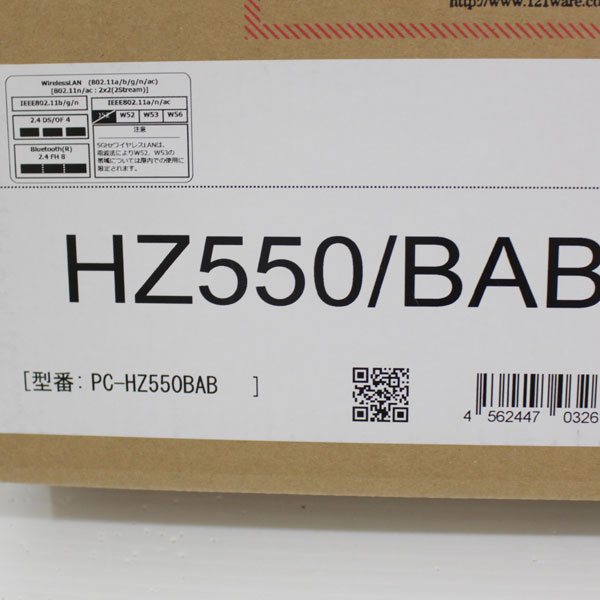 http://www.121ware.co
WirelessLAN (802.11a/b/g/n/ac)
[802.11n/ac : 2x2(2Stream)]
IEEE802.11b/g/n
IEEE802.11a/n/ac
2.4 DS/OF 4
J52 W52 W53 W56
注意
5GHzワイヤレスLANは、
電波法によりW52、W53の
帯域については屋内での使用に
限定されます。
Bluetooth(R)
2.4 FH 8
HZ550/BAB
[型番: PC-HZ550BAB ]
4 562447 0326